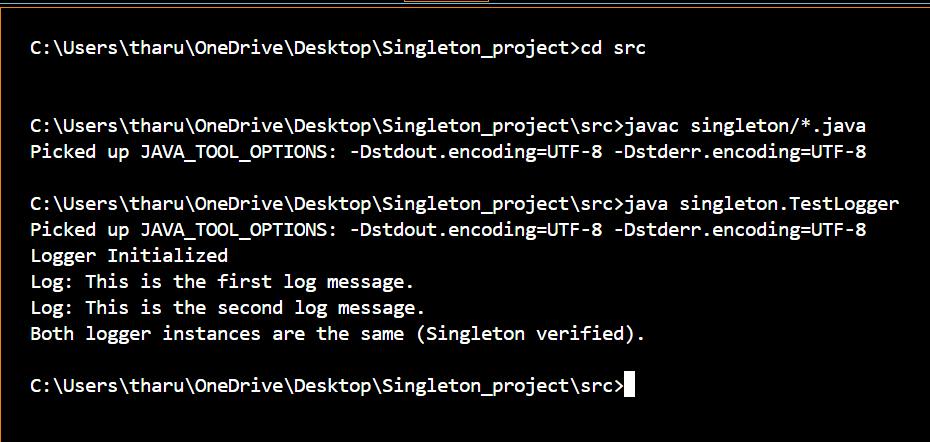 C:\Users\tharu\OneDrive\Desktop\Singleton_project>cd src
C:\Users\tharu\OneDrive\Desktop\Singleton_project\src>javac singleton/*.java
Picked up JAVA_TOOL_OPTIONS: -Dstdout.encoding=UTF-8 -Dstderr.encoding=UTF-8
C:\Users\tharu\OneDrive\Desktop\Singleton_project\src>java singleton.TestLogger
Picked up JAVA_TOOL_OPTIONS: -Dstdout.encoding=UTF-8 -Dstderr.encoding=UTF-8
Logger Initialized
Log: This is the first log message.
Log: This is the second log message.
Both logger instances are the same (Singleton verified).
C:\Users\tharu\OneDrive\Desktop\Singleton_project\src>